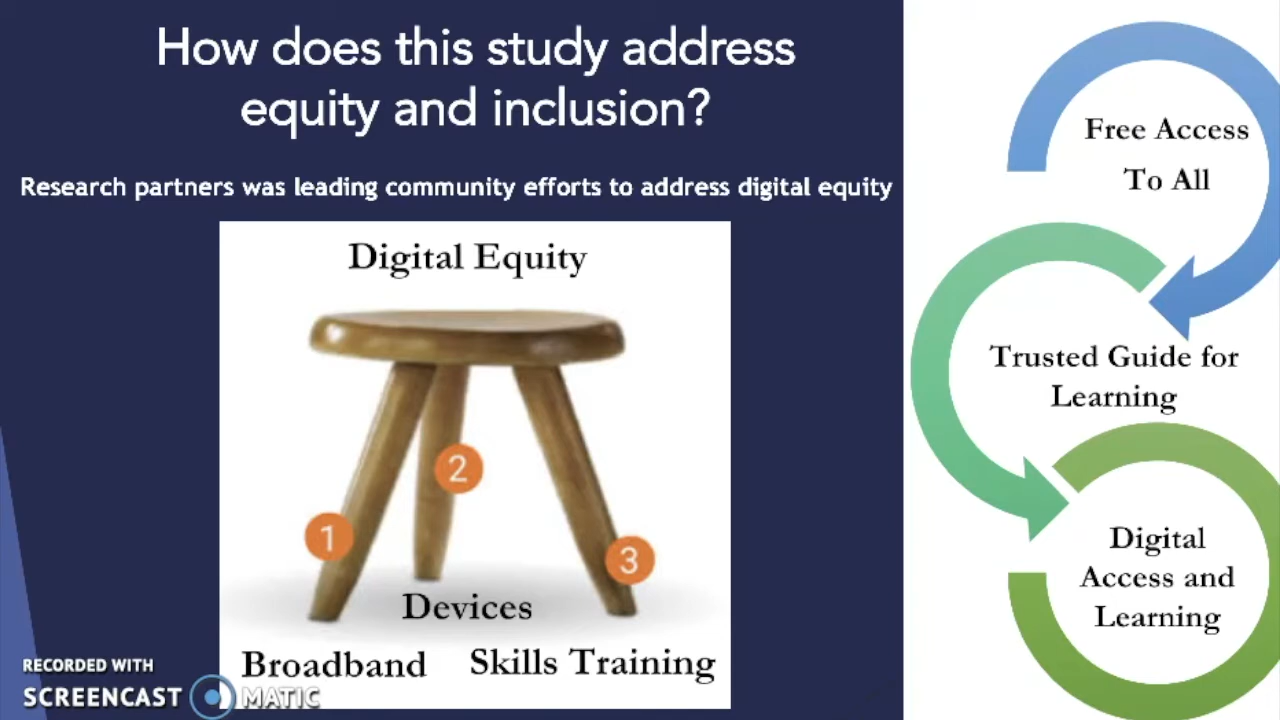 How does this study address
equity and inclusion?
Research partners was leading community efforts to address digital equity
Digital Equity
1
2
3
Devices
Broadband
Skills Training
RECORDED WITH
SCREENCAST MATIC
Free Access
To All
Trusted Guide for
Learning
Digital
Access and
Learning